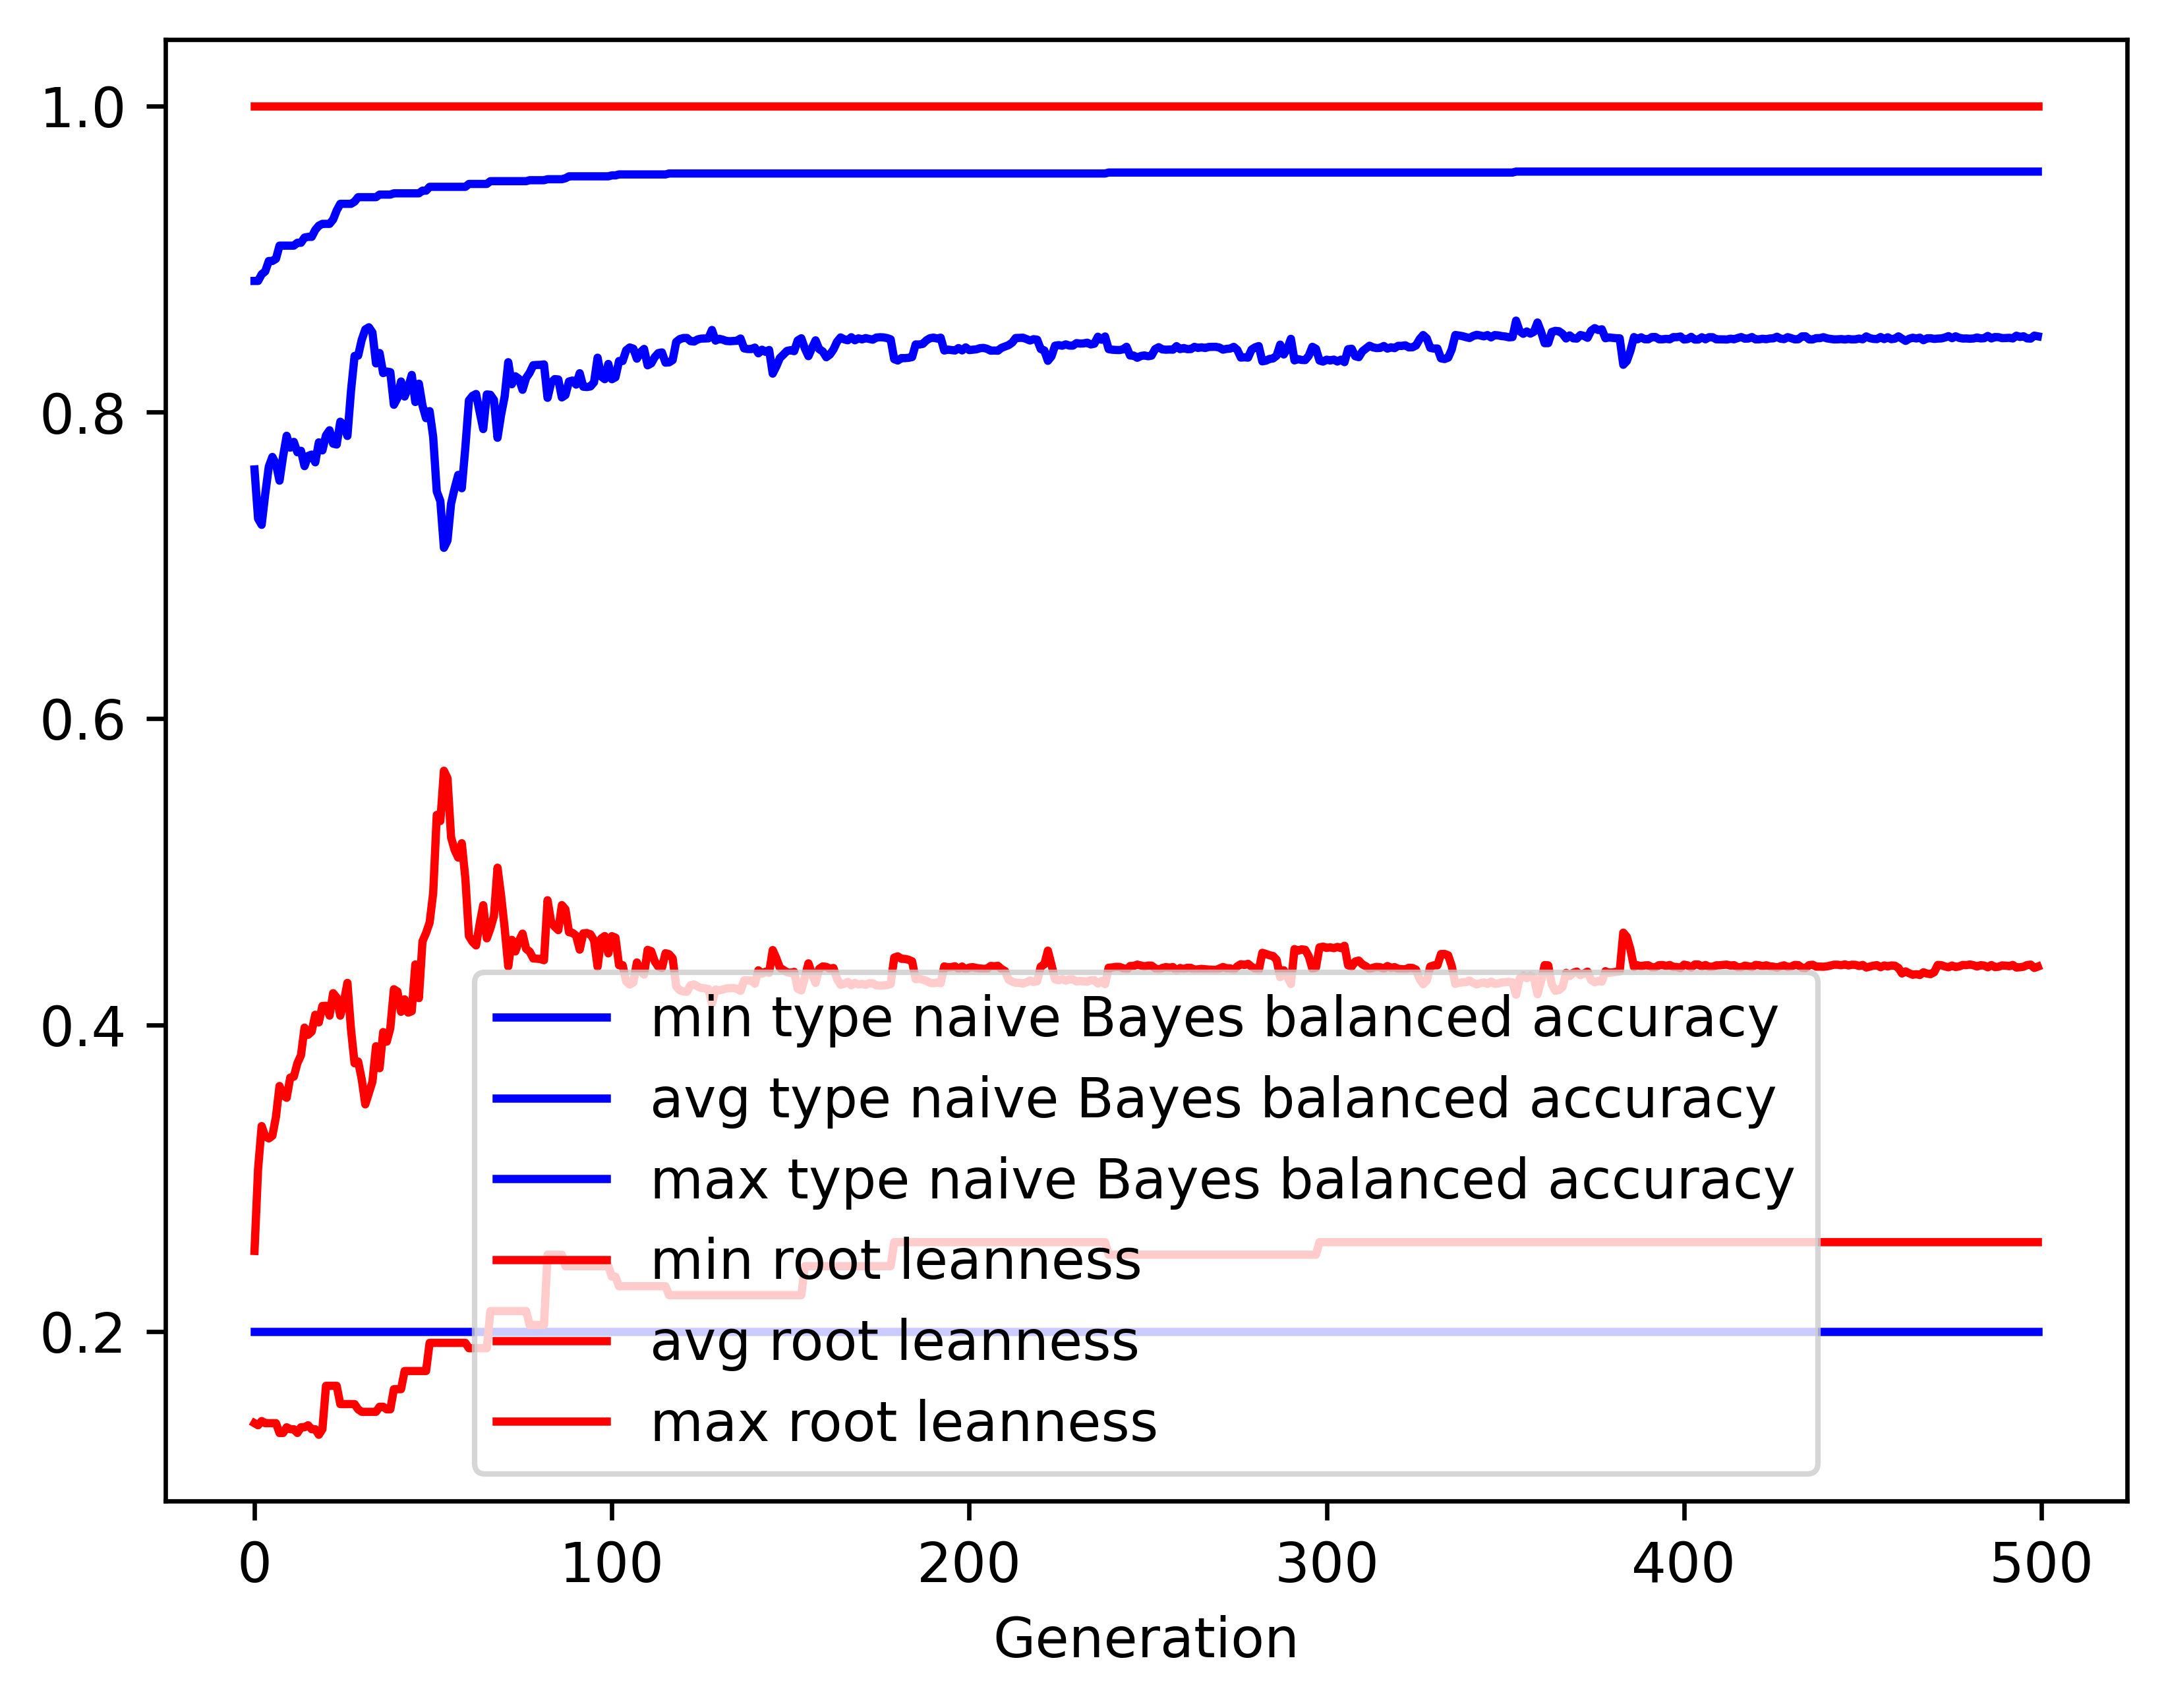 1.0
0.8
0.6
0.4
0.2
min type naive Bayes balanced accuracy
avg type naive Bayes balanced accuracy
max type naive Bayes balanced accuracy
min root leanness
avg root leanness
max root leanness
0 100 200 300 400 500
Generation